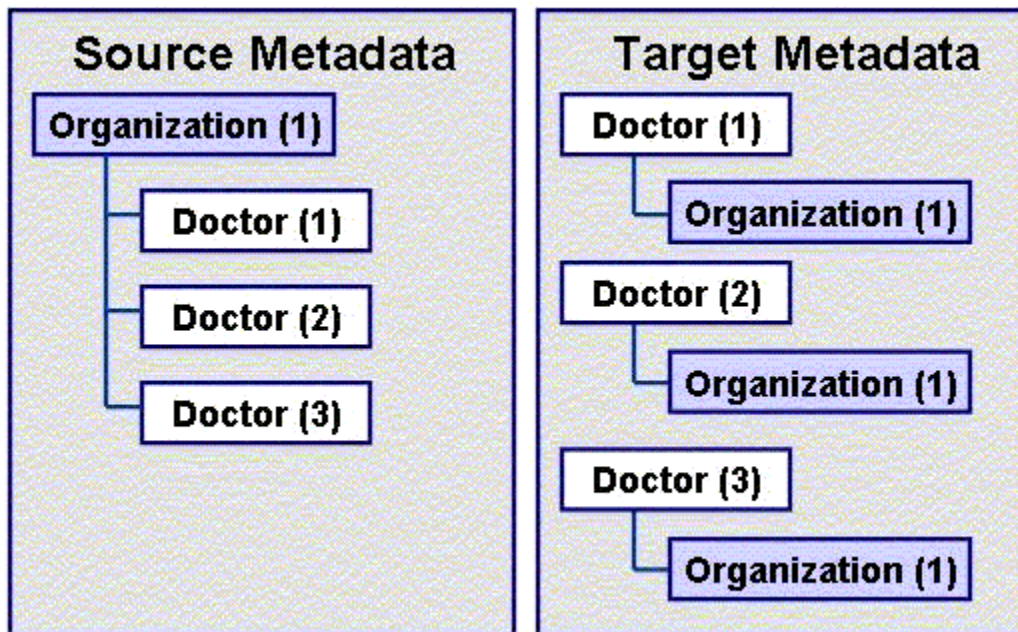 Source Metadata
Organization (1)
Doctor (1)
Doctor (2)
Doctor (3)
Target Metadata
Doctor (1)
Organization (1)
Doctor (2)
Organization (1)
Doctor (3)
Organization (1)